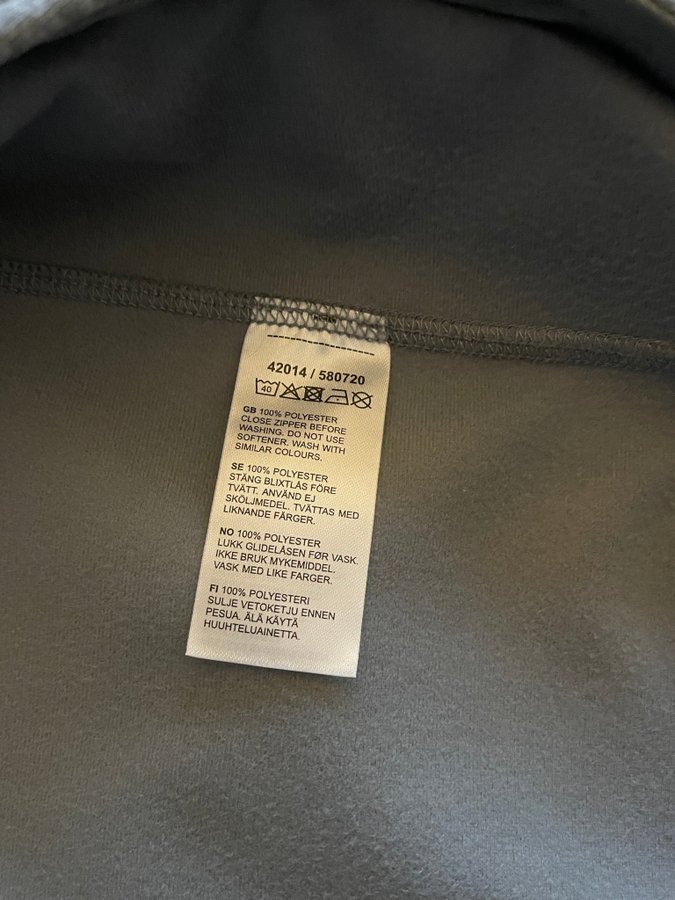 42014 / 580720
40
GB 100% POLYESTER
CLOSE ZIPPER BEFORE
WASHING. DO NOT USE
SOFTENER. WASH WITH
SIMILAR COLOURS.
SE 100% POLYESTER
STÄNG BLIXTLÅS FÖRE
TVÄTT. ANVÄND EJ
SKÖLJMEDEL. TVÄTTAS MED
LIKNANDE FÄRGER.
NO 100% POLYESTER
LUKK GLIDELÅSEN FØR VASK.
IKKE BRUK MYKEMIDDEL.
VASK MED LIKE FARGER.
FI 100% POLYESTERI
SULJE VETOKETJU ENNEN
PESUA. ÄLÄ KÄYTÄ
HUUHTELUAINETTA.